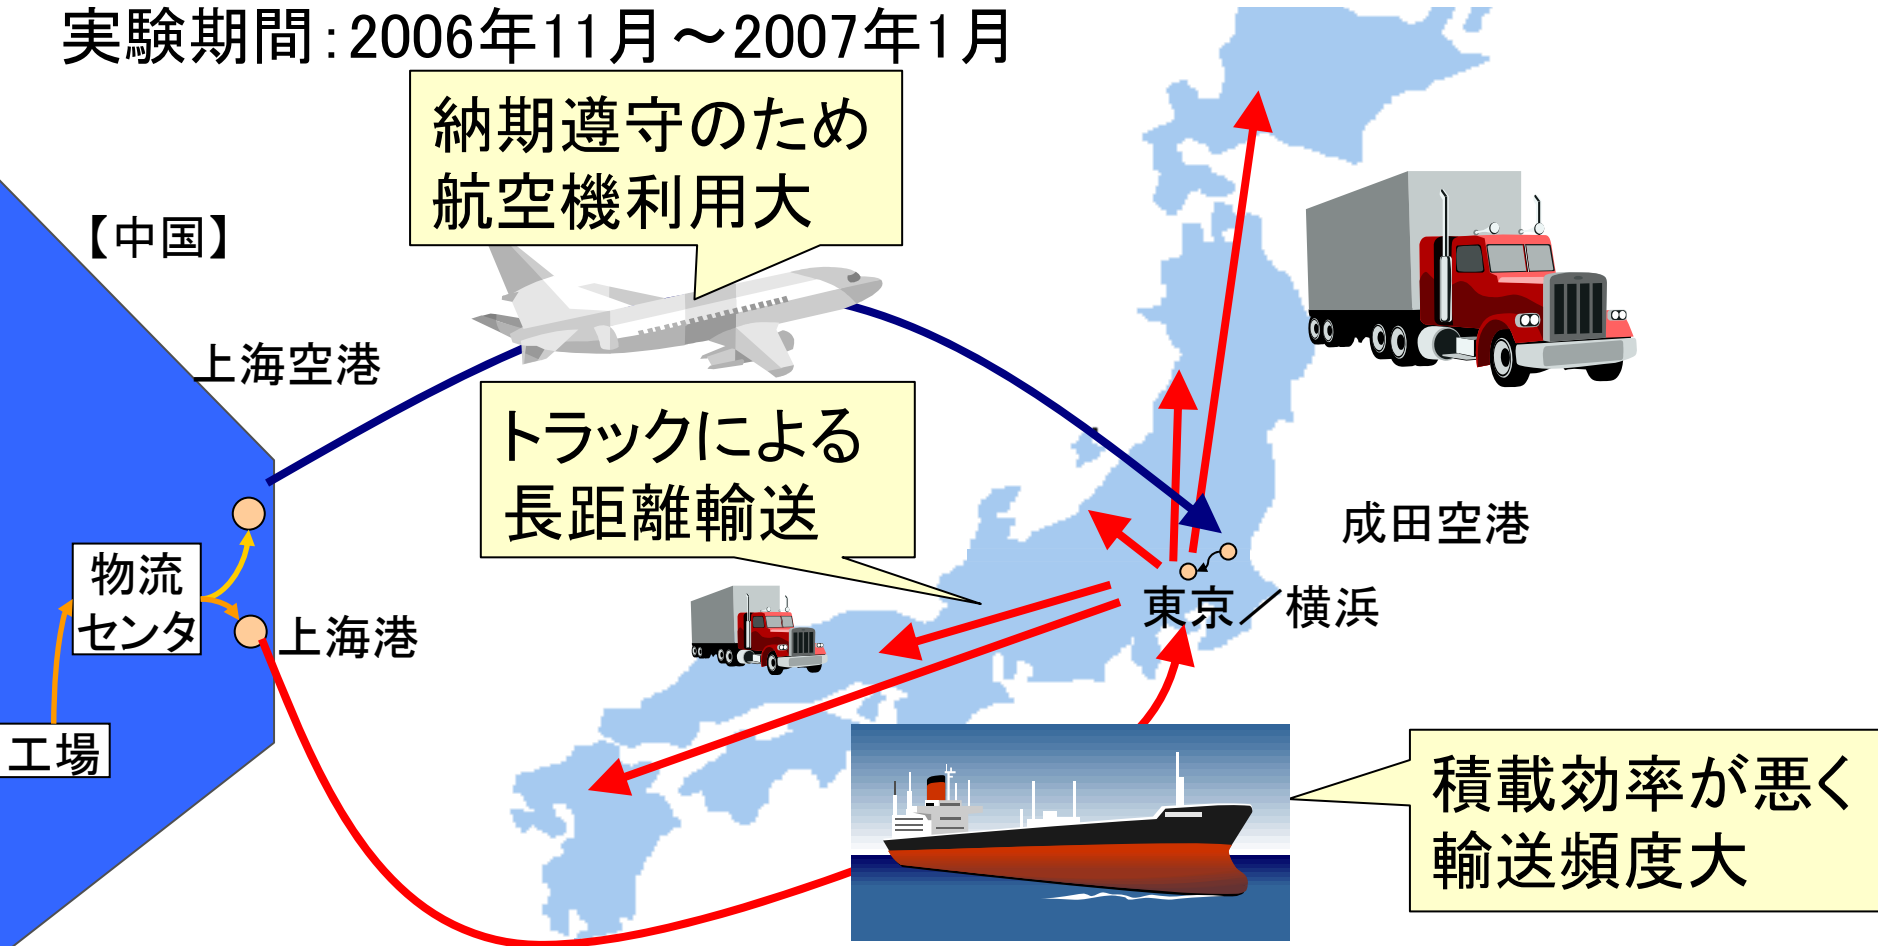 実験期間：2006年11月～2007年1月
納期遵守のため
航空機利用大
【中国】
上海空港
トラックによる
長距離輸送
成田空港
物流
センタ
東京／横浜
上海港
工場
積載効率が悪く
輸送頻度大